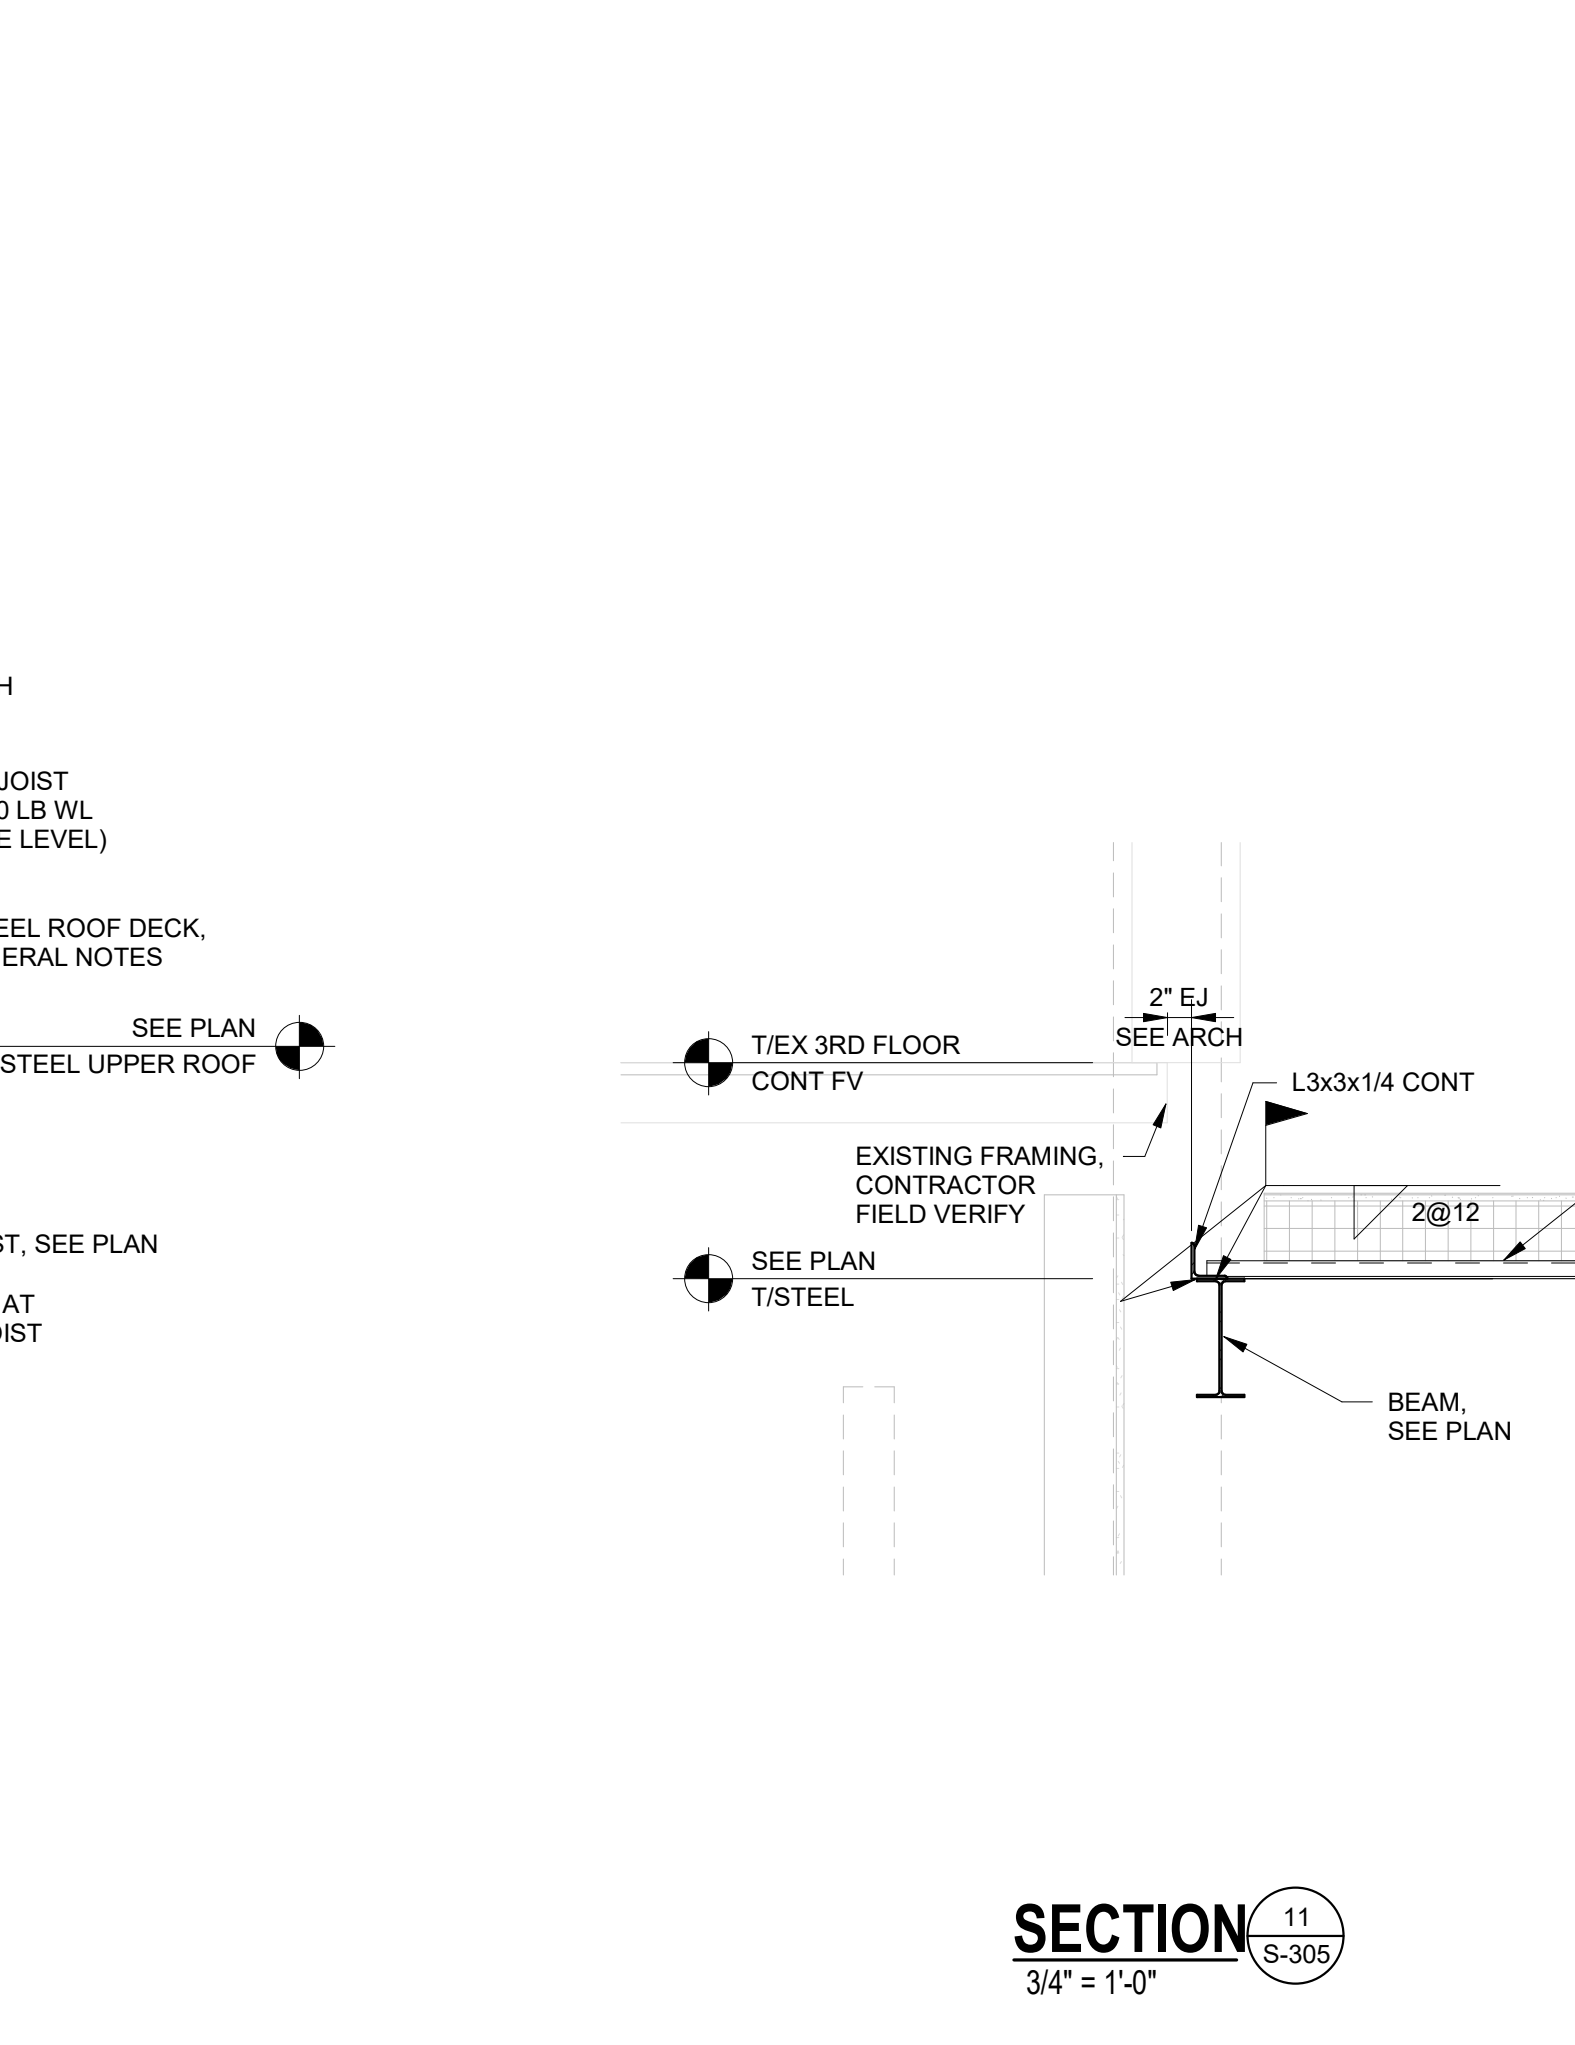 H
JOIST
0 LB WL
E LEVEL)
EEL ROOF DECK,
ERAL NOTES
SEE PLAN
STEEL UPPER ROOF
ST, SEE PLAN
AT
OIST
2" EJ
SEE ARCH
T/EX 3RD FLOOR
CONT FV
L3x3x1/4 CONT
EXISTING FRAMING,
CONTRACTOR
FIELD VERIFY
2@12
SEE PLAN
T/STEEL
BEAM,
SEE PLAN
SECTION
11
S-305
3/4" = 1'-0"